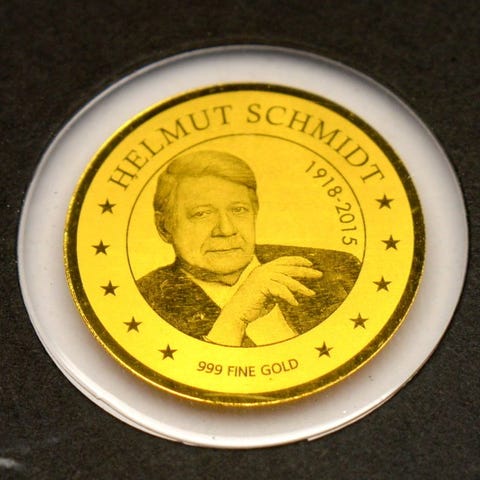 HELMUT SCHMIDT
1918-2015
999 FINE GOLD